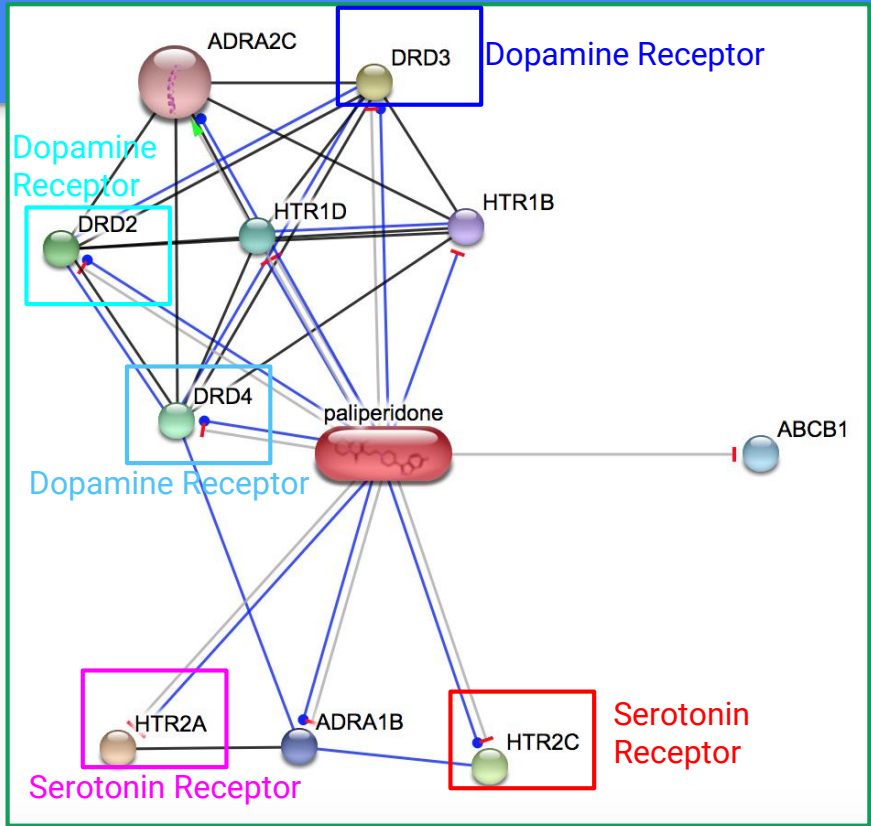 ADRA2C
DRD3
Dopamine Receptor
Dopamine
Receptor
DRD2
HTR1D
HTR1B
DRD4
paliperidone
ABCB1
Dopamine Receptor
HTR2A
ADRA1B
HTR2C
Serotonin
Receptor
Serotonin Receptor